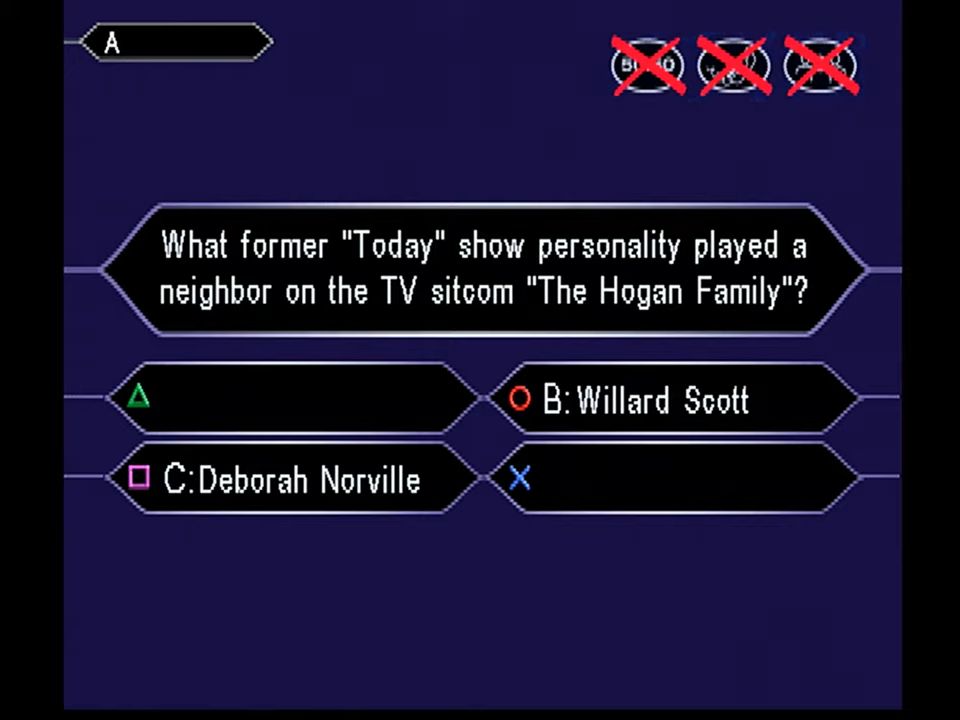 A
What former "Today" show personality played a
neighbor on the TV sitcom "The Hogan Family"?
B: Willard Scott
C: Deborah Norville